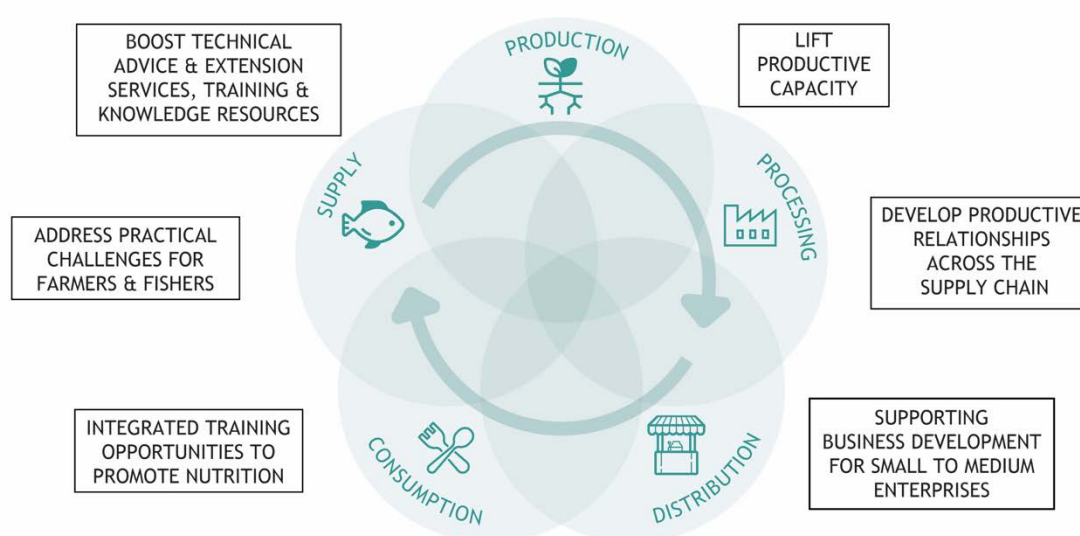 BOOST TECHNICAL
ADVICE & EXTENSION
SERVICES, TRAINING &
KNOWLEDGE RESOURCES
PRODUCTION
LIFT
PRODUCTIVE
CAPACITY
SUPPLY
PROCESSING
ADDRESS PRACTICAL
CHALLENGES FOR
FARMERS & FISHERS
DEVELOP PRODUCTIVE
RELATIONSHIPS
ACROSS THE
SUPPLY CHAIN
INTEGRATED TRAINING
OPPORTUNITIES TO
PROMOTE NUTRITION
CONSUMPTION
DISTRIBUTION
SUPPORTING
BUSINESS DEVELOPMENT
FOR SMALL TO MEDIUM
ENTERPRISES